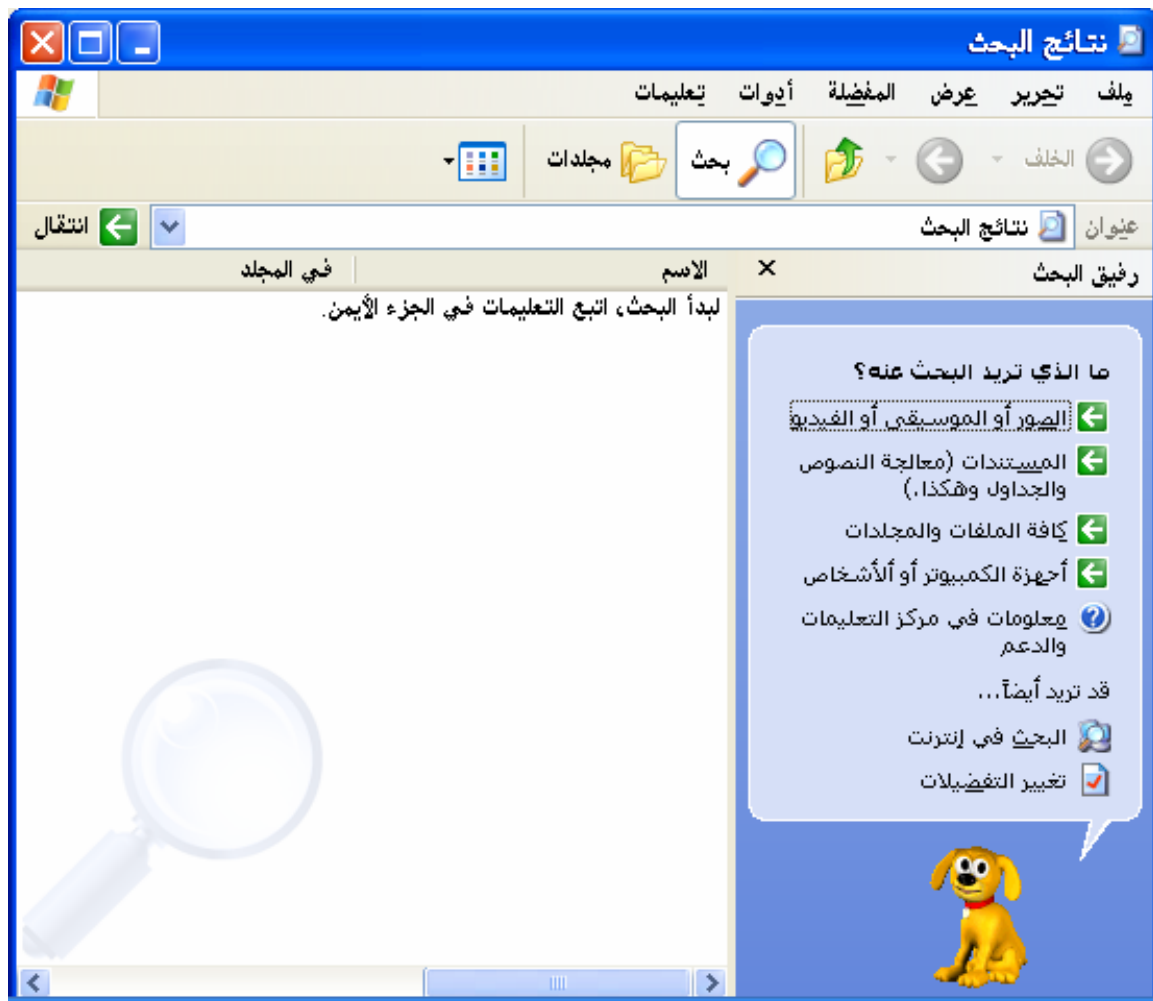 نتائج البحث
ملف تحرير عرض المفضلة أدوات تعليمات
الخلف بحث مجلدات
عنوان نتائج البحث انتقال
رفيق البحث
الاسم في المجلد
لبدأ البحث، اتبع التعليمات في الجزء الأيمن.
ما الذي تريد البحث عنه؟
الصور أو الموسيقى أو الفيديو
المستندات (معالجة النصوص
والجداول وهكذا.)
كافة الملفات والمجلدات
أجهزة الكمبيوتر أو ألأشخاص
معلومات في مركز التعليمات
والدعم
قد تريد أيضاً...
البحث في إنترنت
تغيير التفضيلات